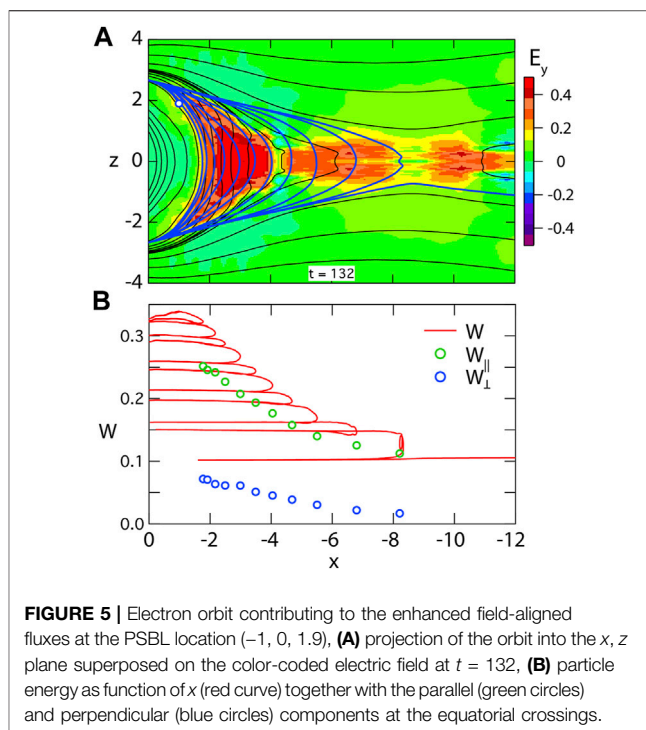 A
4
2
z 0
-2
-4
t = 132
E_y
0.4
0.2
0
-0.2
-0.4
B
0.3
0.2
W
0.1
0.0
W
W_||
W_⊥
0 -2 -4 -6 -8 -10 -12
x
FIGURE 5 | Electron orbit contributing to the enhanced field-aligned
fluxes at the PSBL location (−1, 0, 1.9), (A) projection of the orbit into the x, z
plane superposed on the color-coded electric field at t = 132, (B) particle
energy as function of x (red curve) together with the parallel (green circles)
and perpendicular (blue circles) components at the equatorial crossings.